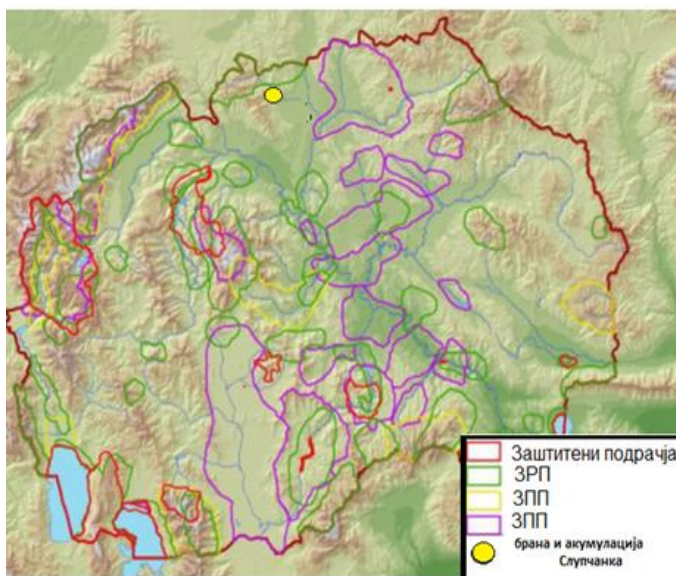 Заштитени подрачја
ЗРП
ЗПП
ЗПП
брана и акумулација
Слупчанка